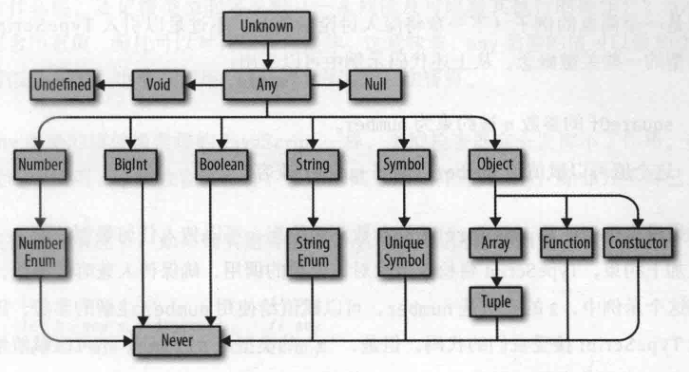 Unknown
Undefined Void Any Null
Number BigInt Boolean String Symbol Object
Number Enum String Enum Unique Symbol Array Function Constuctor
Tuple
Never